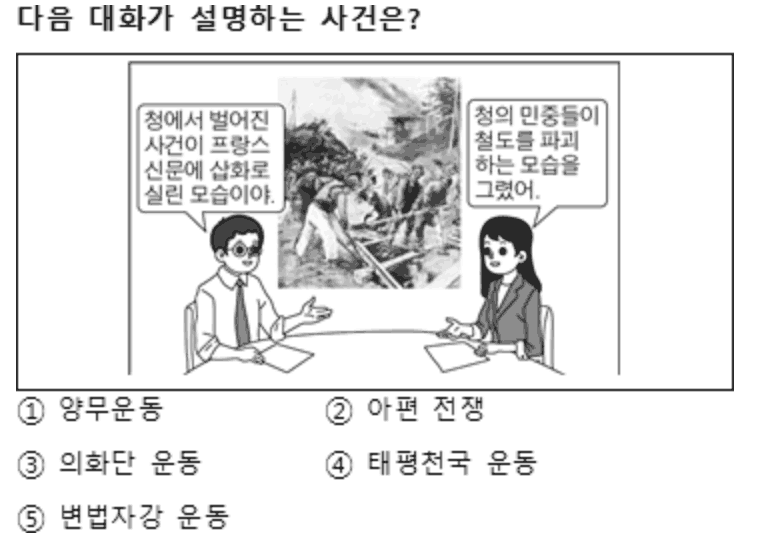 다음 대화가 설명하는 사건은?
청에서 벌어진
사건이 프랑스
신문에 삽화로
실린 모습이야.
청의 민중들이
철도를 파괴
하는 모습을
그렸어.
① 양무운동 ② 아편 전쟁
③ 의화단 운동 ④ 태평천국 운동
⑤ 변법자강 운동